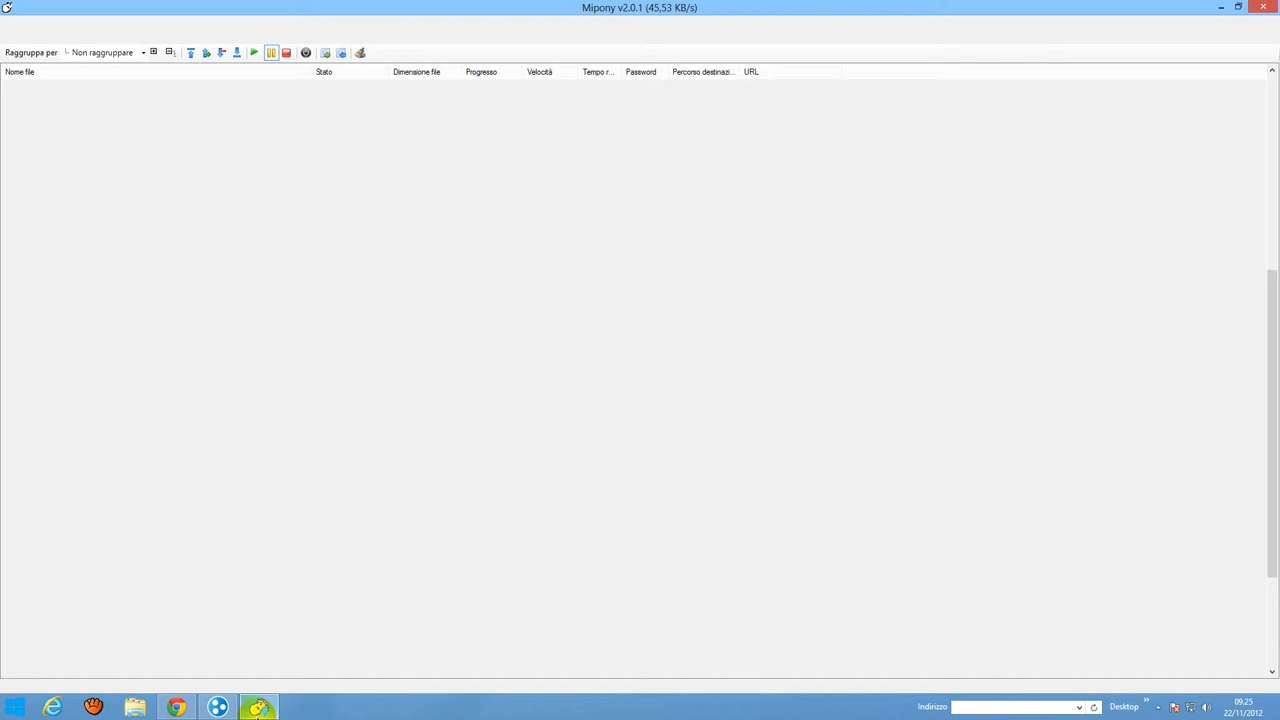 Mipony v2.0.1 (45,53 KB/s)
Raggruppa per Non raggruppare
Nome file Stato Dimensione file Progresso Velocità Tempo r... Password Percorso destinazi... URL
Indirizzo Desktop 09.25
22/11/2012